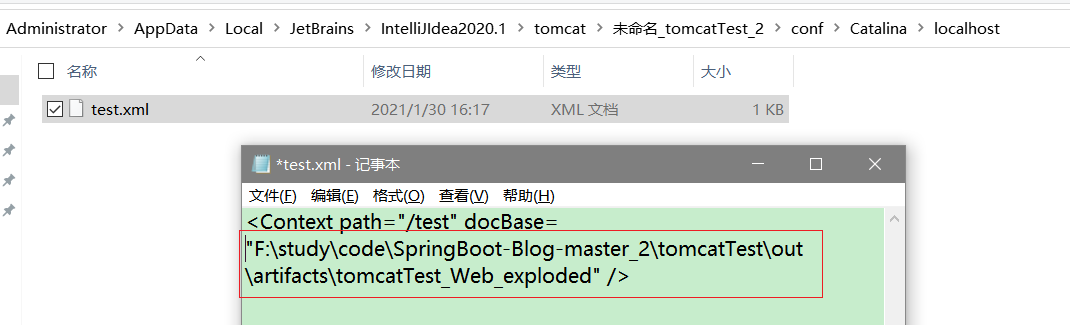 Administrator > AppData > Local > JetBrains > IntelliJIdea2020.1 > tomcat > 未命名_tomcatTest_2 > conf > Catalina > localhost
名称 修改日期 类型 大小
test.xml 2021/1/30 16:17 XML 文档 1 KB
*test.xml - 记事本
文件(F) 编辑(E) 格式(O) 查看(V) 帮助(H)
<Context path="/test" docBase=
"F:\study\code\SpringBoot-Blog-master_2\tomcatTest\out
\artifacts\tomcatTest_Web_exploded" />